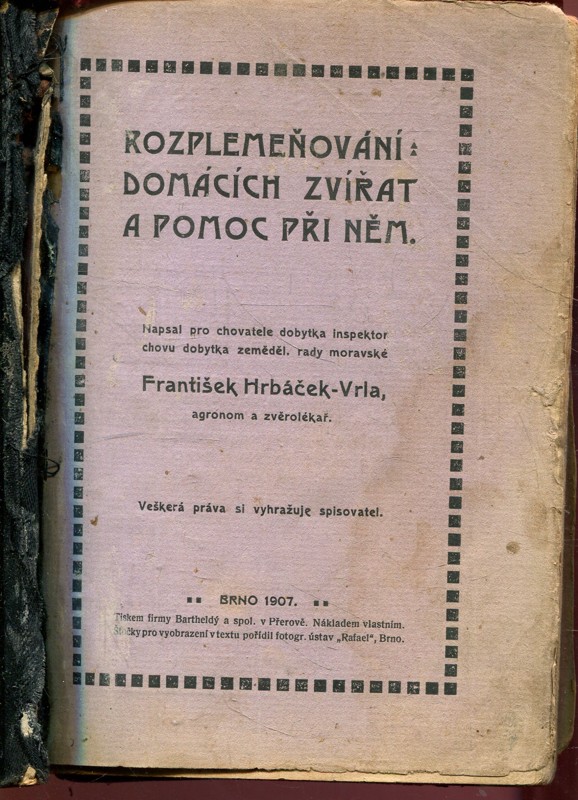 ROZPLEMEŇOVÁNÍ
DOMÁCÍCH ZVÍŘAT
A POMOC PŘI NĚM.
Napsal pro chovatele dobytka inspektor
chovu dobytka zeměděl. rady moravské
František Hrbáček-Vrla,
agronom a zvěrolékař.
Veškerá práva si vyhražuje spisovatel.
BRNO 1907.
Tiskem firmy Bartheldý a spol. v Přerově. Nákladem vlastním.
Štočky pro vyobrazení v textu pořídil fotogr. ústav „Rafael“, Brno.